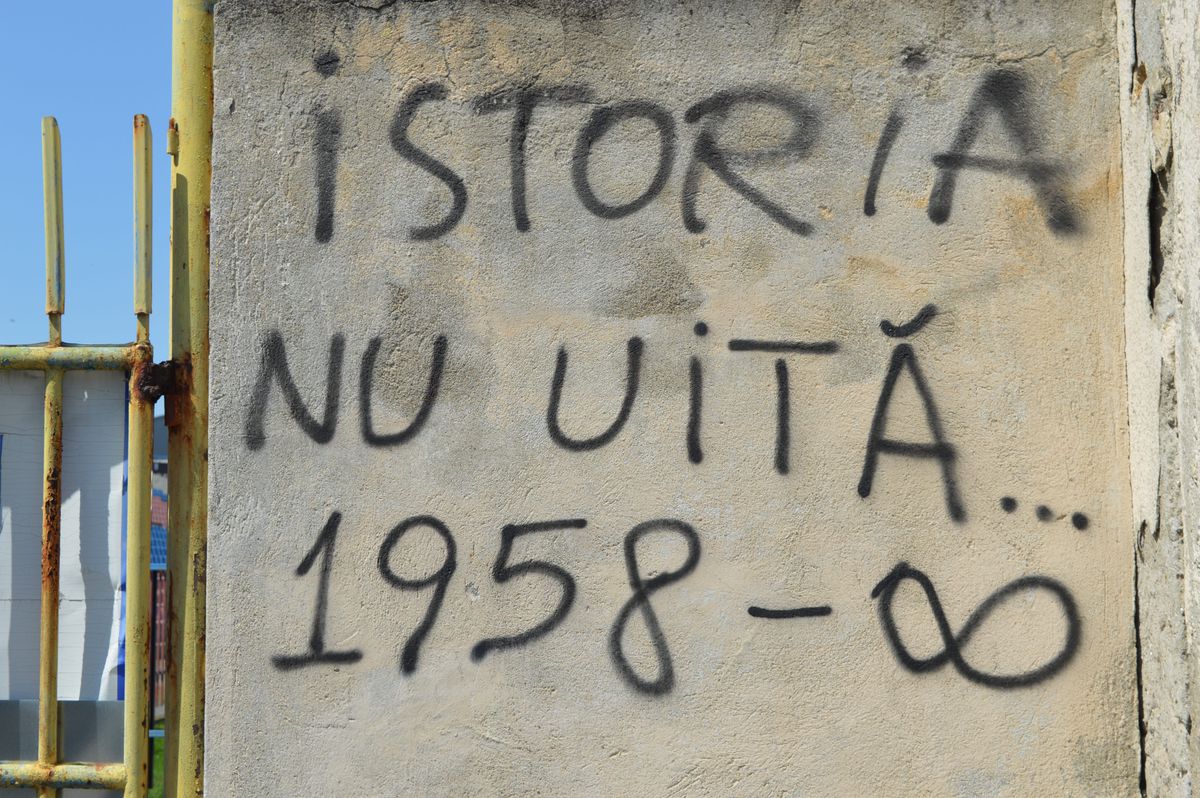 iSTORiA
NU UiTĂ...
1958-∞